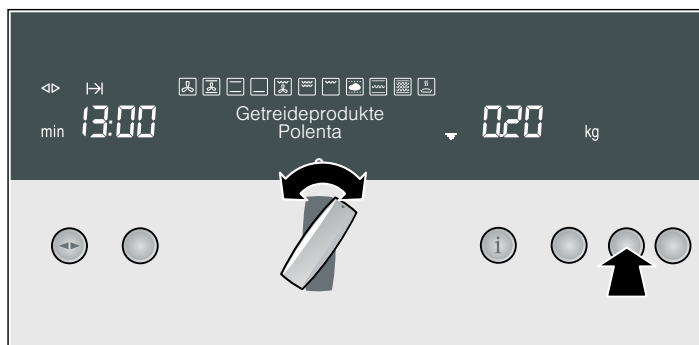 min 13:00
Getreideprodukte
Polenta
0.20 kg
i